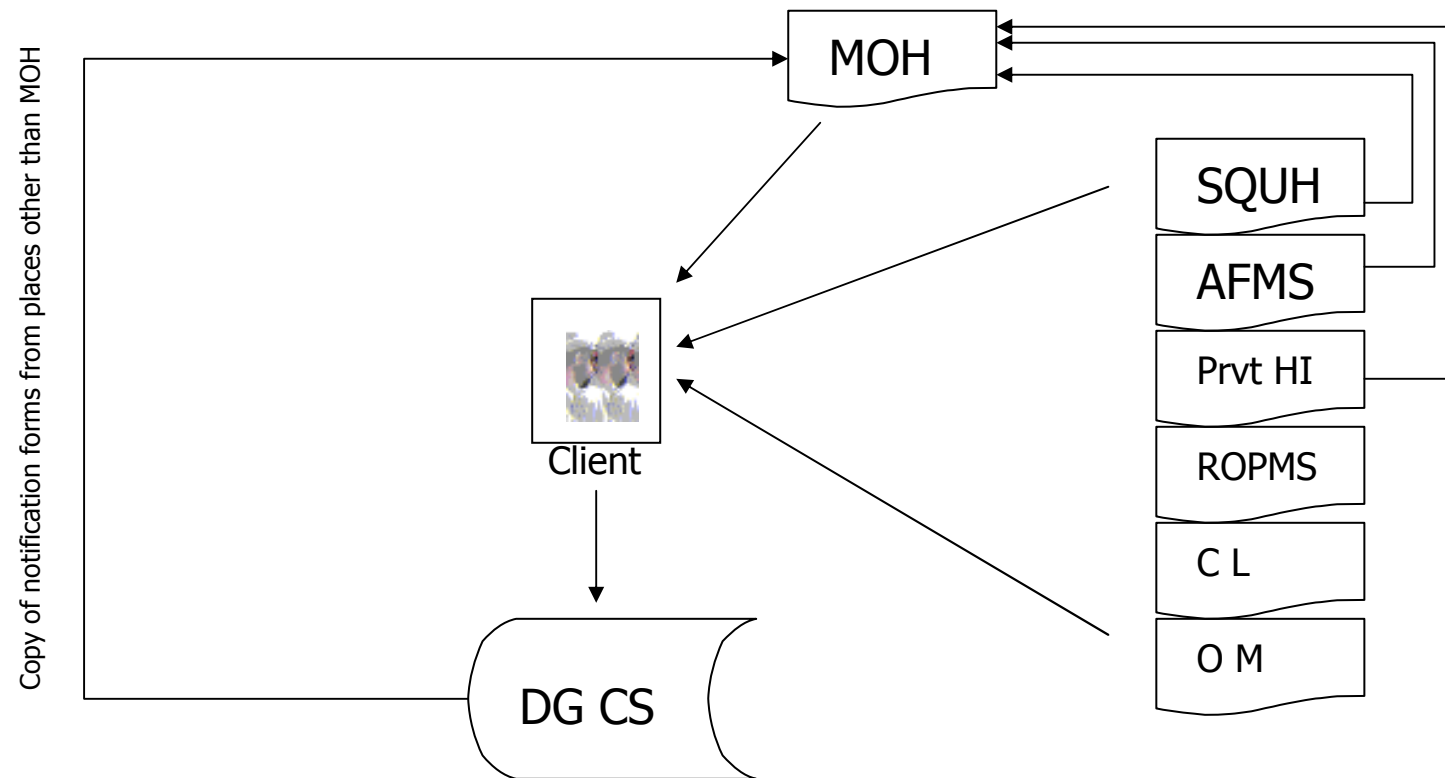 Copy of notification forms from places other than MOH
MOH
SQUH
AFMS
Prvt HI
ROPMS
C L
O M
Client
DG CS